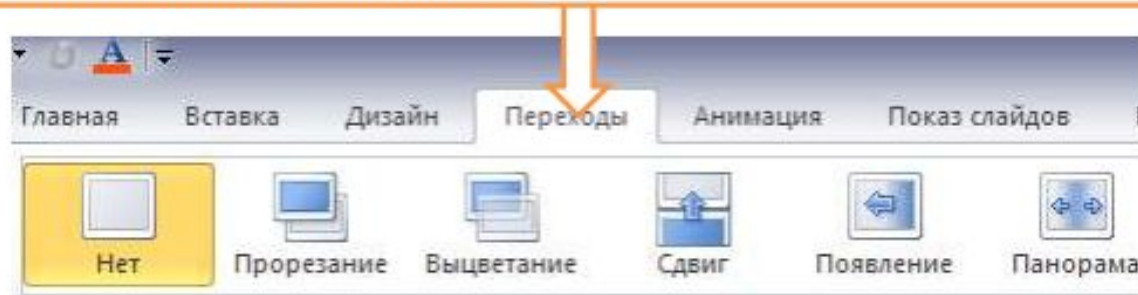 A
Главная Вставка Дизайн Переходы Анимация Показ слайдов
Нет Прорезание Выцветание Сдвиг Появление Панорама